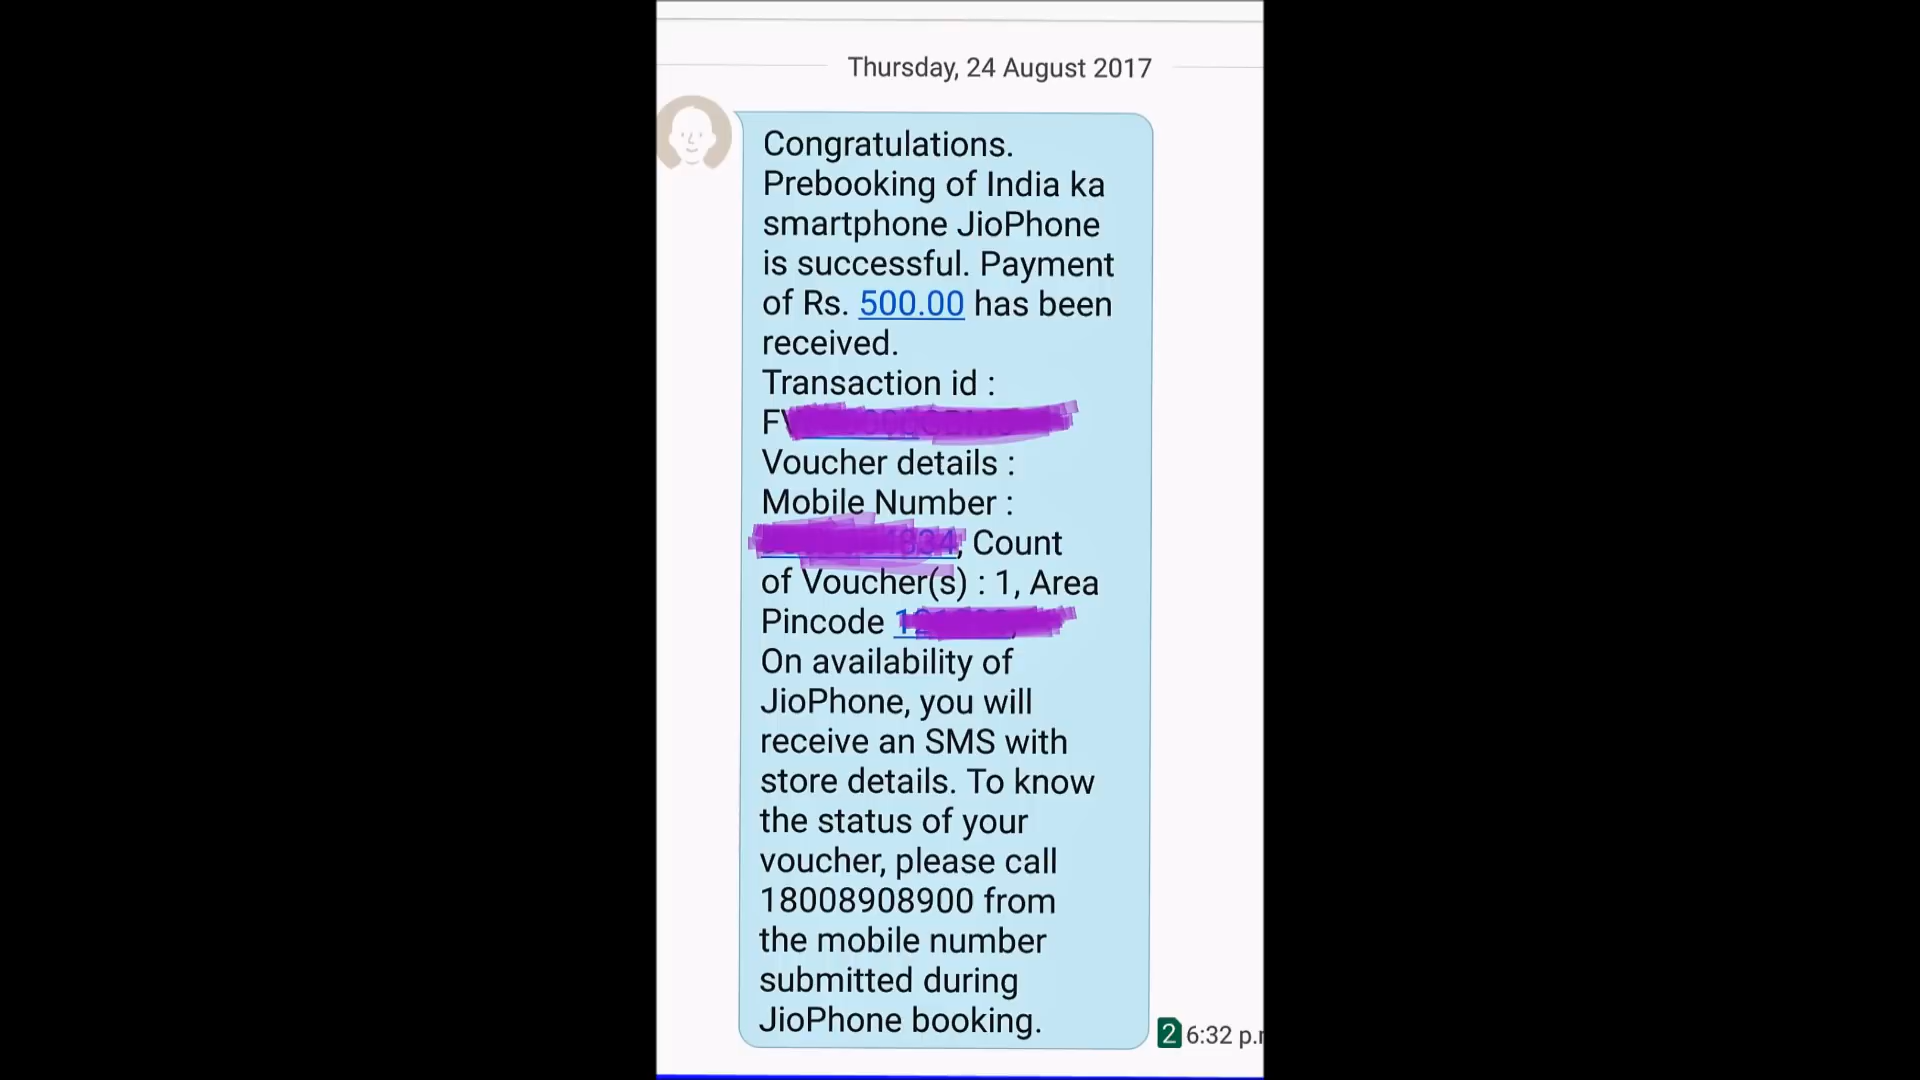 Thursday, 24 August 2017
Congratulations.
Prebooking of India ka
smartphone JioPhone
is successful. Payment
of Rs. 500.00 has been
received.
Transaction id :
Voucher details :
Mobile Number :
, Count
of Voucher(s) : 1, Area
Pincode
On availability of
JioPhone, you will
receive an SMS with
store details. To know
the status of your
voucher, please call
18008908900 from
the mobile number
submitted during
JioPhone booking.
2 6:32 p.